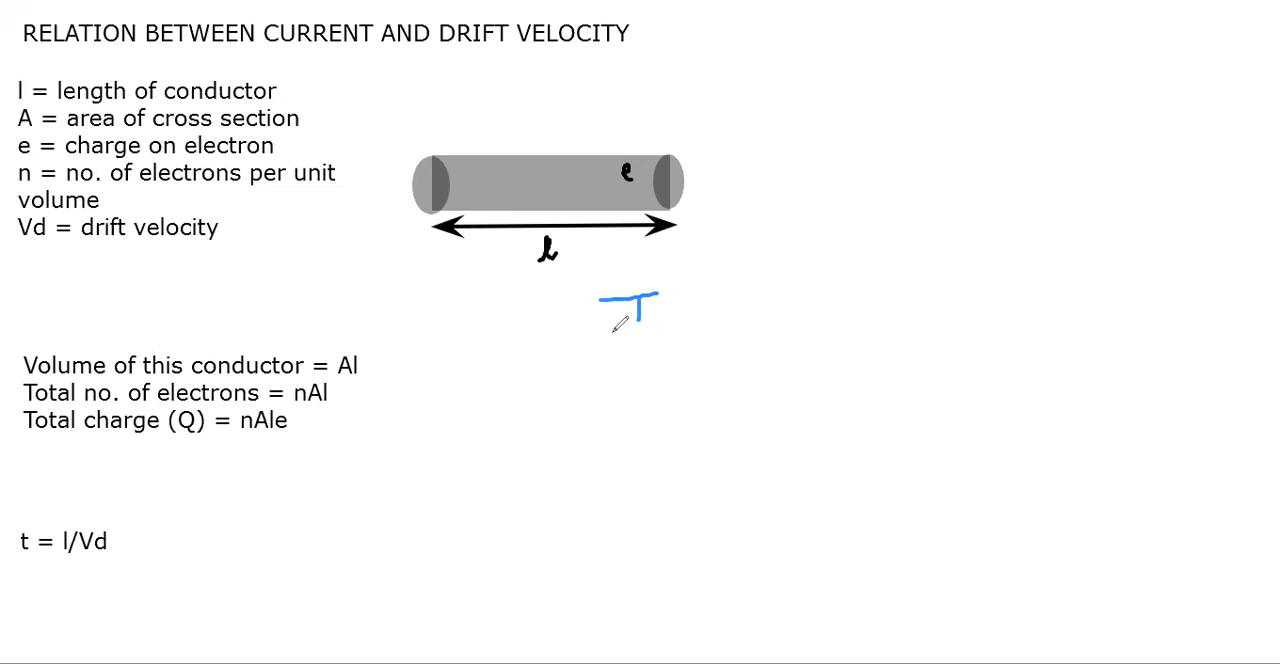 RELATION BETWEEN CURRENT AND DRIFT VELOCITY
l = length of conductor
A = area of cross section
e = charge on electron
n = no. of electrons per unit
volume
Vd = drift velocity
e
l
T
Volume of this conductor = Al
Total no. of electrons = nAl
Total charge (Q) = nAle
t = l/Vd